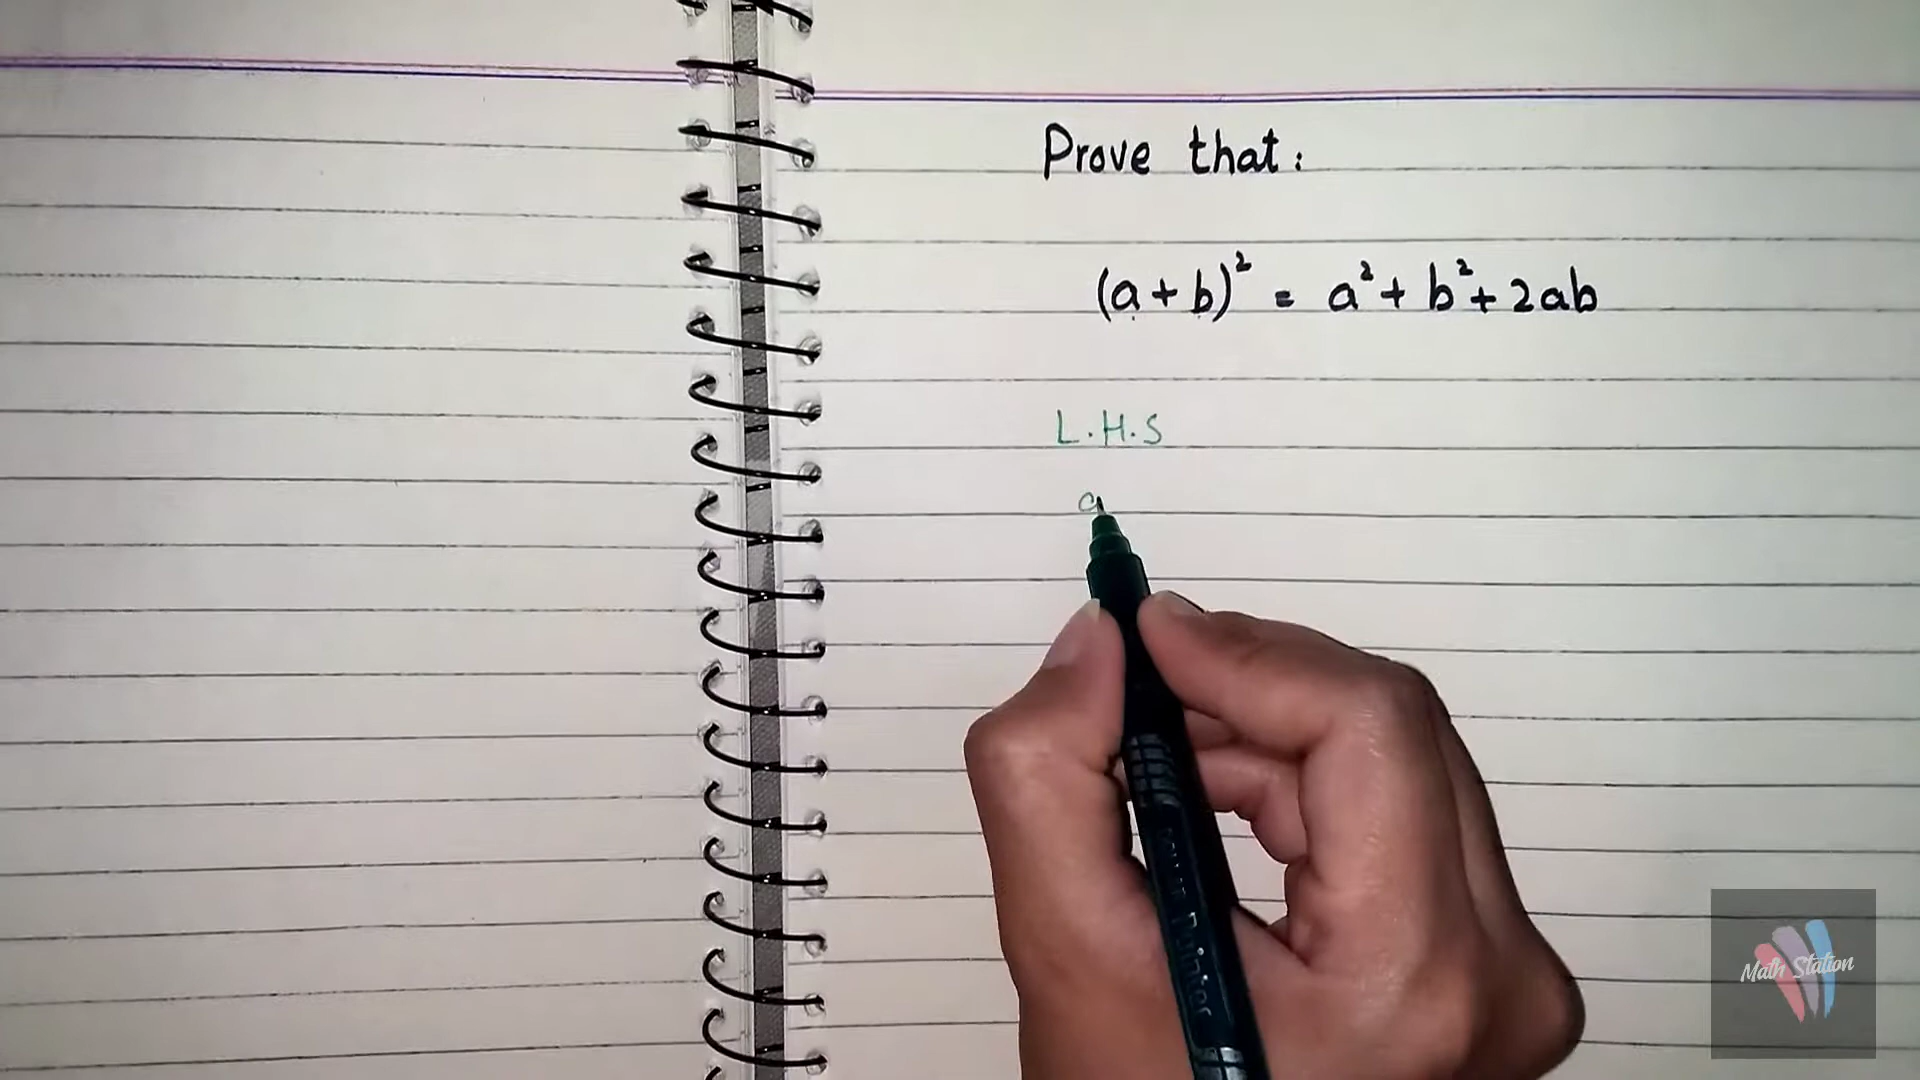 Prove that:
(a + b)² = a² + b² + 2ab
L.H.S
a
Math Station